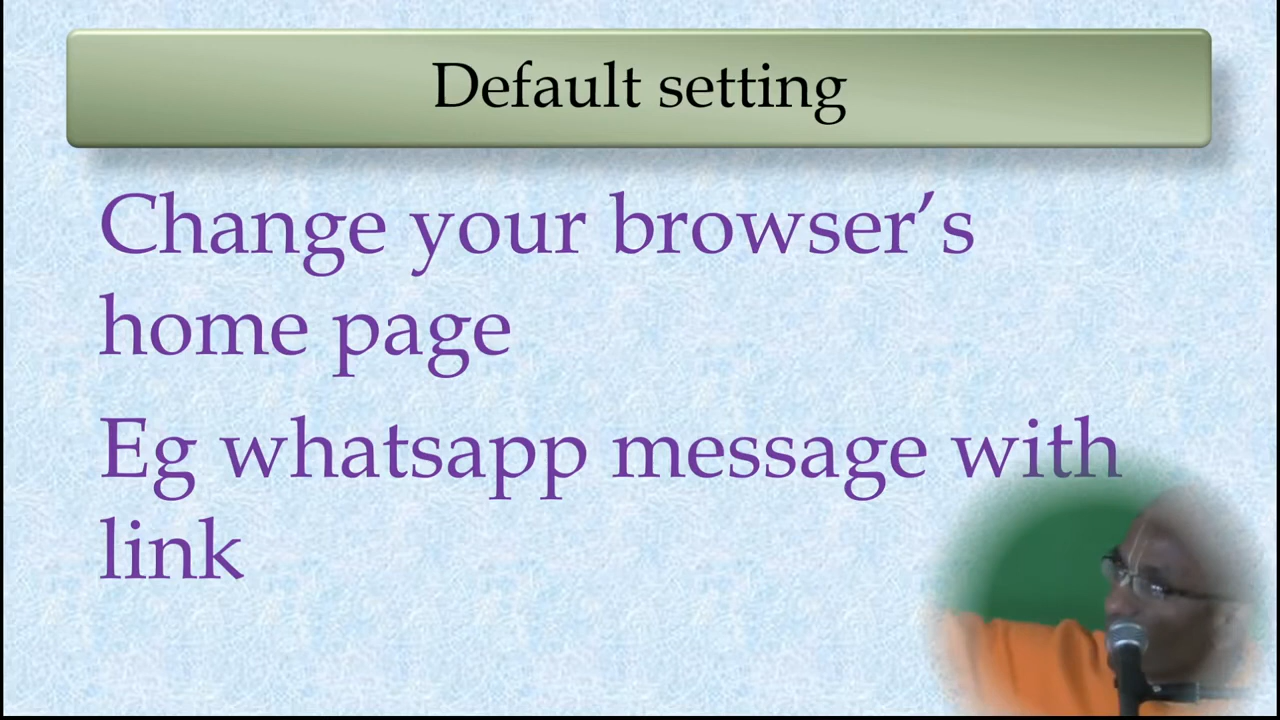 Default setting
Change your browser’s
home page
Eg whatsapp message with
link